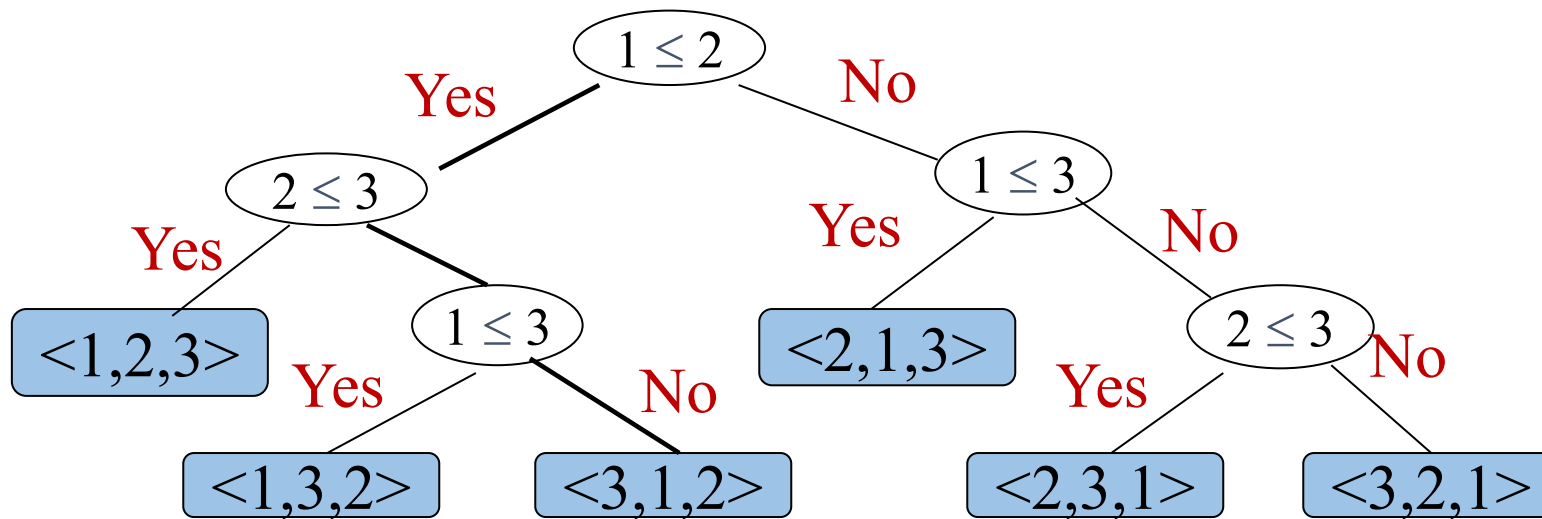 1 ≤ 2
Yes
No
2 ≤ 3
1 ≤ 3
Yes
Yes
No
<1,2,3>
1 ≤ 3
<2,1,3>
2 ≤ 3
Yes
No
Yes
No
<1,3,2>
<3,1,2>
<2,3,1>
<3,2,1>